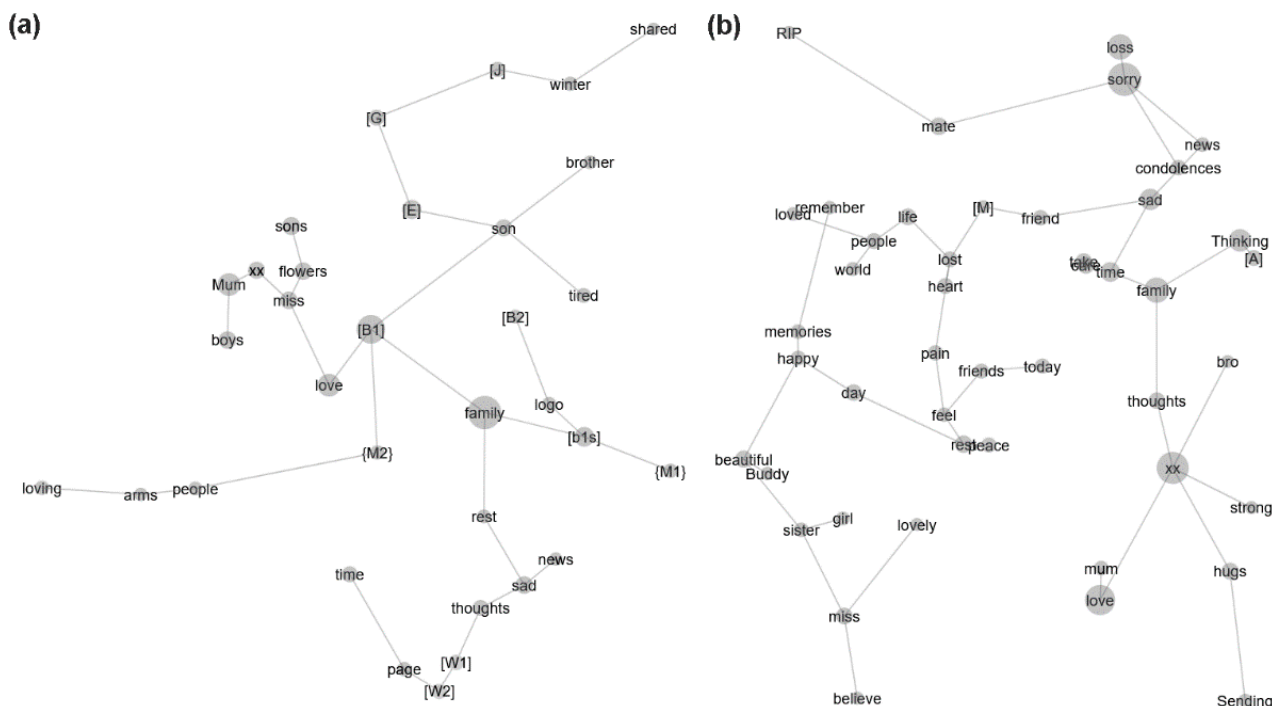 (a)
shared
[J]
winter
[G]
brother
[E]
son
sons
xx
flowers
Mum
miss
tired
boys
[B1]
[B2]
love
logo
family
[b1s]
{M2}
{M1}
loving
arms
people
rest
news
time
sad
thoughts
[W1]
page
[W2]
(b)
RIP
loss
sorry
mate
news
condolences
sad
remember
loved
life
[M]
friend
people
Thinking
world
lost
take
care
time
[A]
heart
family
memories
happy
pain
friends
today
bro
day
thoughts
feel
rest
peace
beautiful
Buddy
xx
sister
girl
lovely
strong
mum
hugs
love
miss
believe
Sending